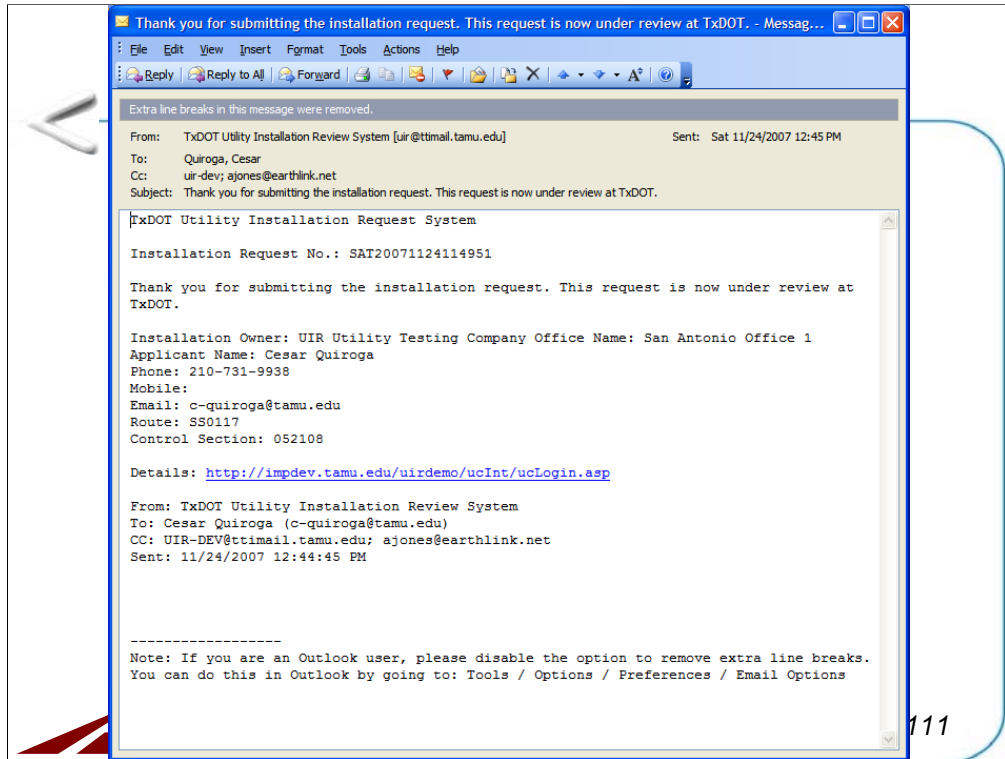 Thank you for submitting the installation request. This request is now under review at TxDOT. - Messag...
File Edit View Insert Format Tools Actions Help
Reply Reply to All Forward
Extra line breaks in this message were removed.
From: TxDOT Utility Installation Review System [uir@ttimail.tamu.edu] Sent: Sat 11/24/2007 12:45 PM
To: Quiroga, Cesar
Cc: uir-dev; ajones@earthlink.net
Subject: Thank you for submitting the installation request. This request is now under review at TxDOT.
TxDOT Utility Installation Request System
Installation Request No.: SAT20071124114951
Thank you for submitting the installation request. This request is now under review at
TxDOT.
Installation Owner: UIR Utility Testing Company Office Name: San Antonio Office 1
Applicant Name: Cesar Quiroga
Phone: 210-731-9938
Mobile:
Email: c-quiroga@tamu.edu
Route: SS0117
Control Section: 052108
Details: http://impdev.tamu.edu/uirdemo/ucInt/ucLogin.asp
From: TxDOT Utility Installation Review System
To: Cesar Quiroga (c-quiroga@tamu.edu)
CC: UIR-DEV@ttimail.tamu.edu; ajones@earthlink.net
Sent: 11/24/2007 12:44:45 PM
------------------
Note: If you are an Outlook user, please disable the option to remove extra line breaks.
You can do this in Outlook by going to: Tools / Options / Preferences / Email Options
111